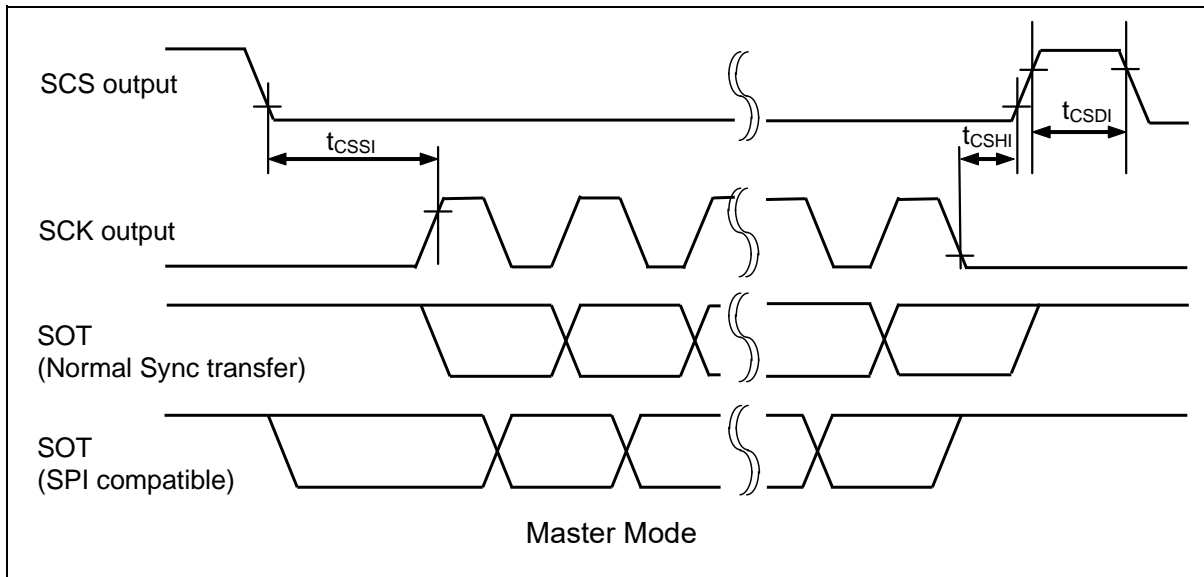 SCS output
tCSSI
tCSHI
tCSDI
SCK output
SOT
(Normal Sync transfer)
SOT
(SPI compatible)
Master Mode